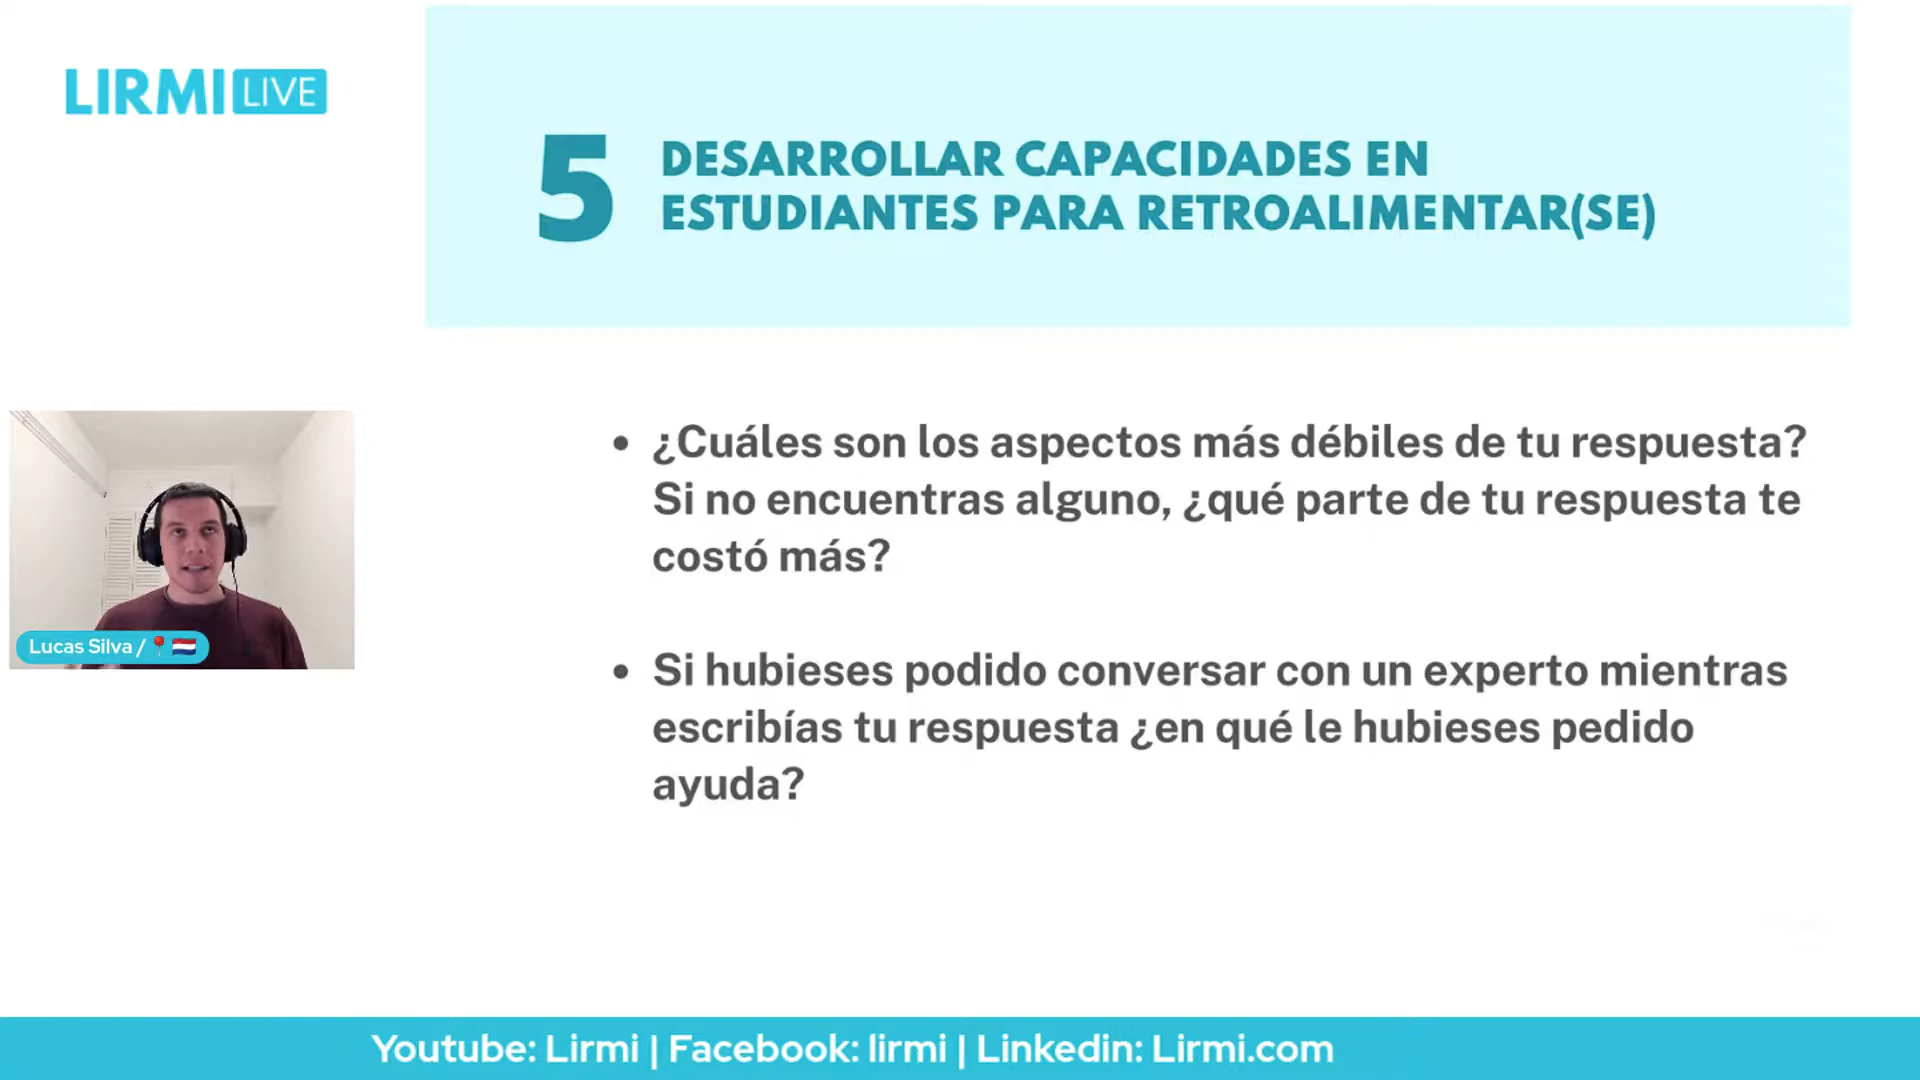 LIRMI LIVE
5
DESARROLLAR CAPACIDADES EN
ESTUDIANTES PARA RETROALIMENTAR(SE)
• ¿Cuáles son los aspectos más débiles de tu respuesta?
Si no encuentras alguno, ¿qué parte de tu respuesta te
costó más?
• Si hubieses podido conversar con un experto mientras
escribías tu respuesta ¿en qué le hubieses pedido
ayuda?
Lucas Silva /📍🇳🇱
Youtube: Lirmi | Facebook: lirmi | Linkedin: Lirmi.com